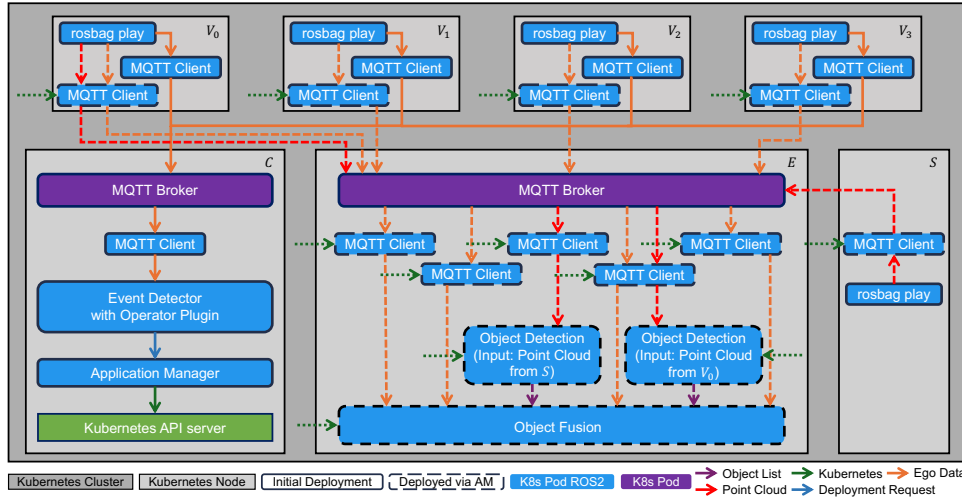 V₀
V₁
V₂
V₃
rosbag play
rosbag play
rosbag play
rosbag play
MQTT Client
MQTT Client
MQTT Client
MQTT Client
MQTT Client
MQTT Client
MQTT Client
MQTT Client
C
E
S
MQTT Broker
MQTT Broker
MQTT Client
MQTT Client
MQTT Client
MQTT Client
MQTT Client
MQTT Client
MQTT Client
rosbag play
Event Detector
with Operator Plugin
Object Detection
(Input: Point Cloud
from S)
Object Detection
(Input: Point Cloud
from V₀)
Application Manager
Kubernetes API server
Object Fusion
Kubernetes Cluster
Kubernetes Node
Initial Deployment
Deployed via AM
K8s Pod ROS2
K8s Pod
Object List
Kubernetes
Ego Data
Point Cloud
Deployment Request